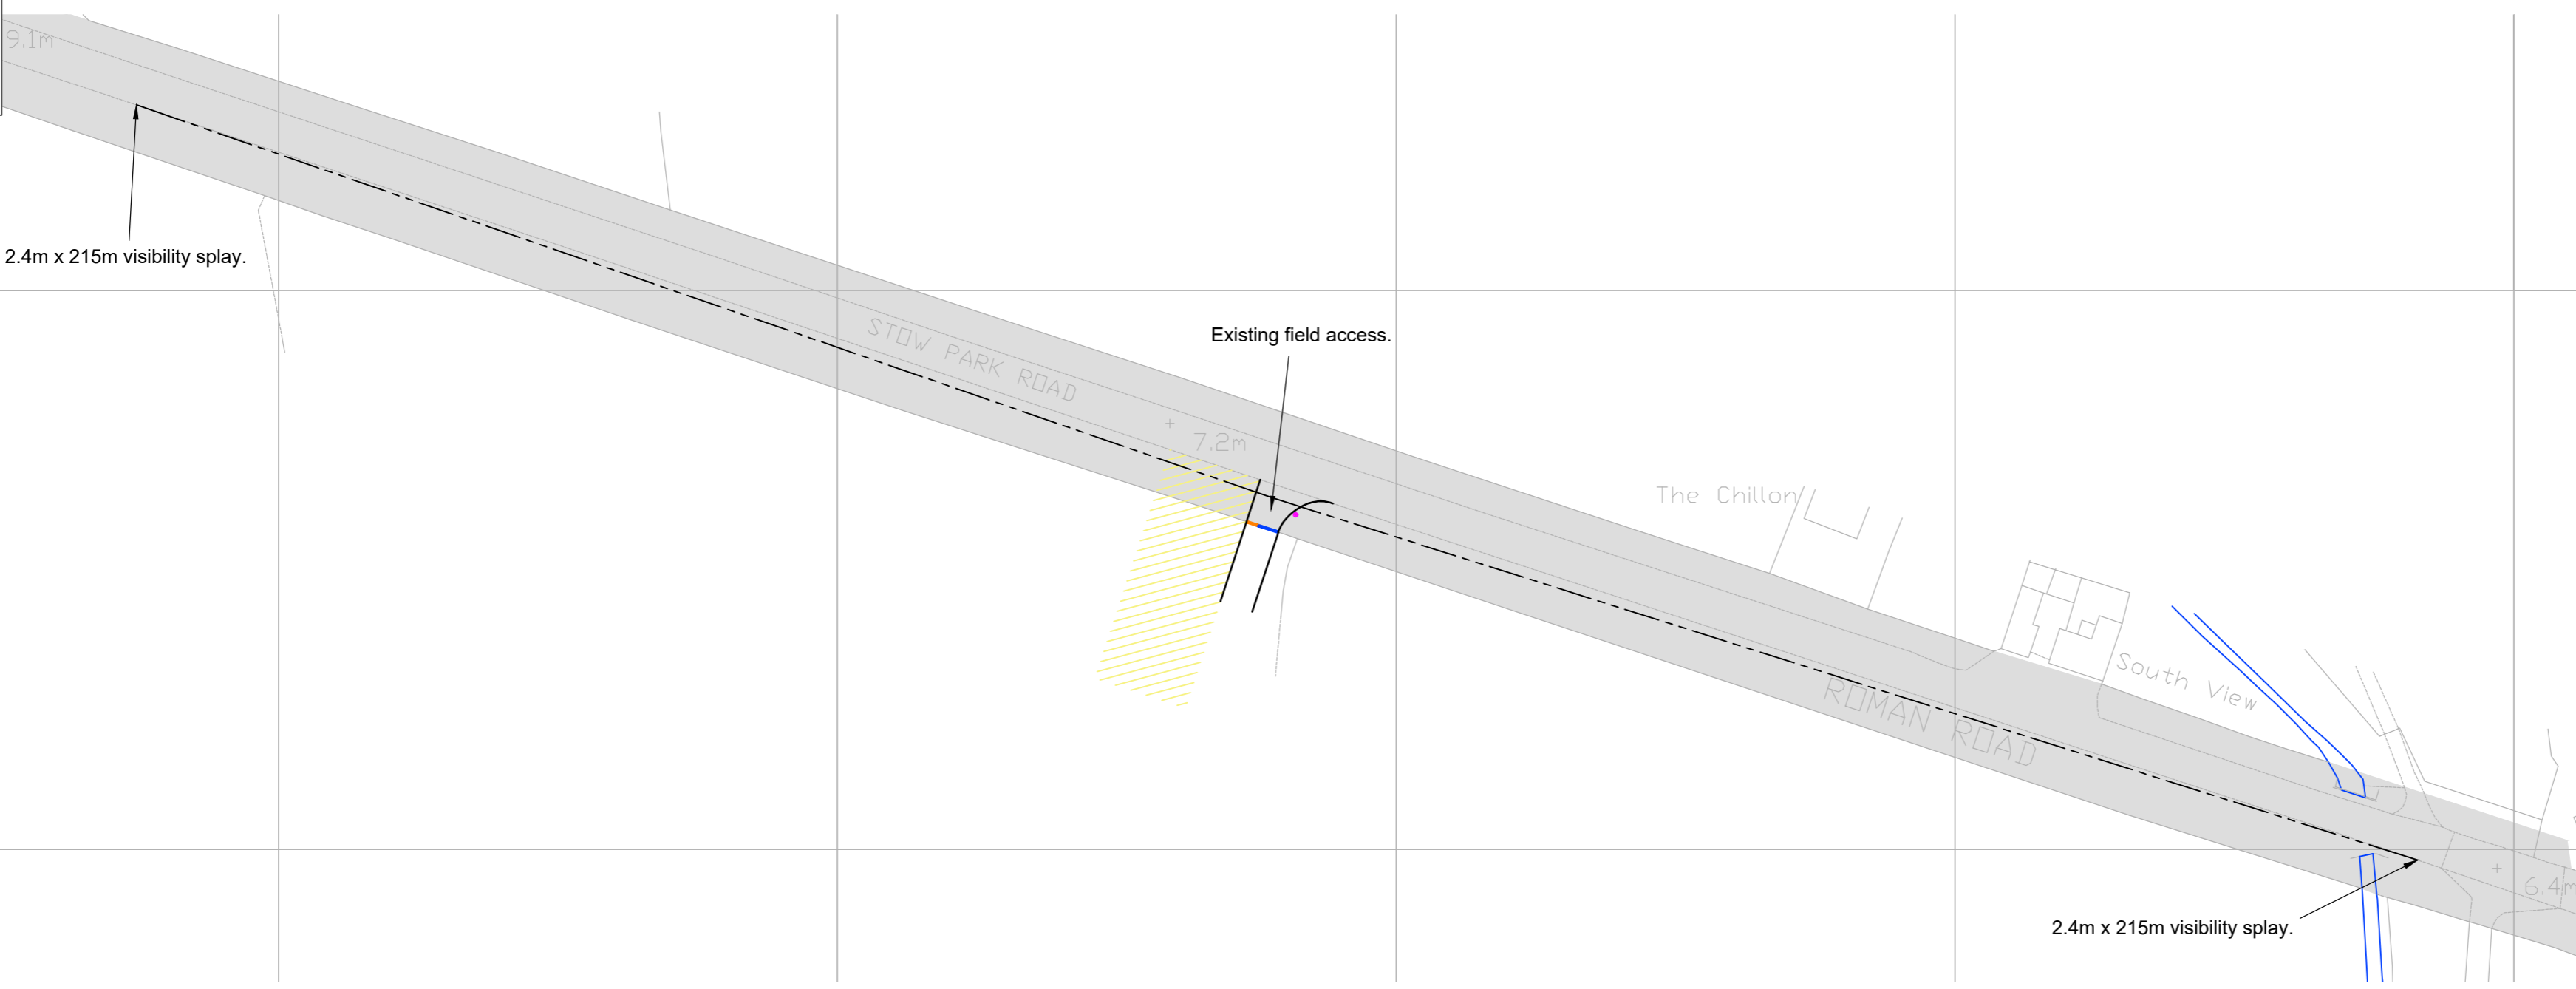 9.1m
2.4m x 215m visibility splay.
STOW PARK ROAD
Existing field access.
7.2m
The Chillon
South View
ROMAN ROAD
6.4m
2.4m x 215m visibility splay.